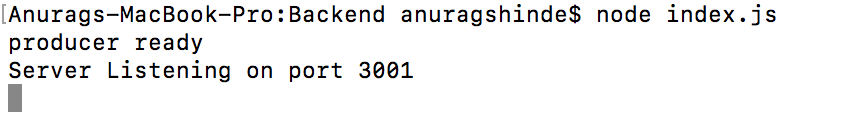 [Anurags-MacBook-Pro:Backend anuragshinde$ node index.js
producer ready
Server Listening on port 3001